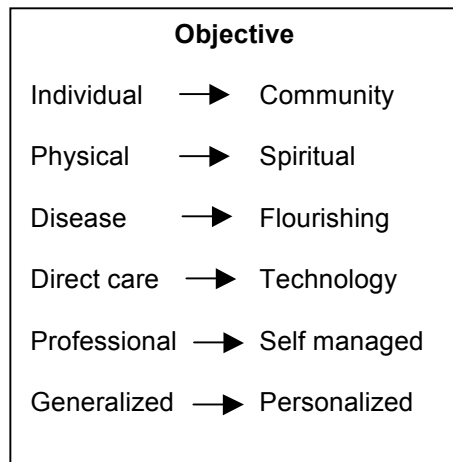 Objective
Individual → Community
Physical → Spiritual
Disease → Flourishing
Direct care → Technology
Professional → Self managed
Generalized → Personalized